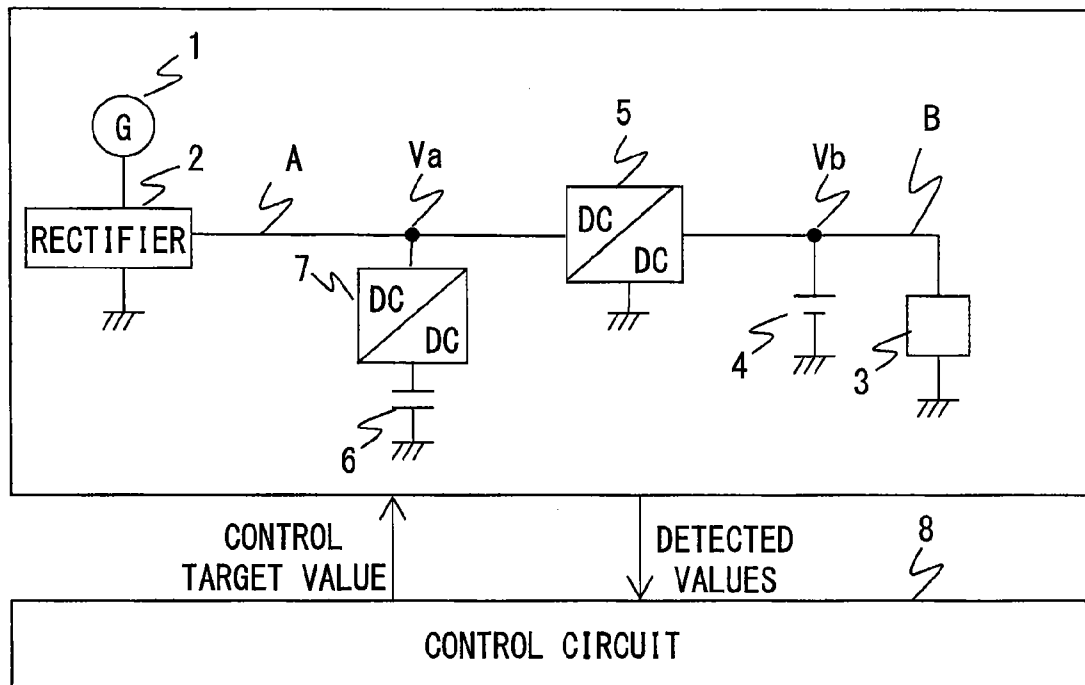 1
G
2
RECTIFIER
A
Va
5
DC
DC
Vb
B
7
DC
DC
6
4
3
CONTROL
TARGET VALUE
DETECTED
VALUES
8
CONTROL CIRCUIT